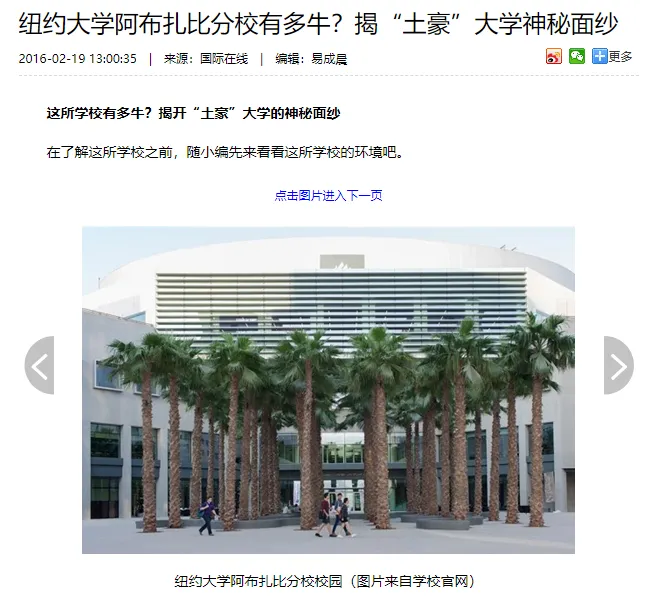 纽约大学阿布扎比分校有多牛？揭“土豪”大学神秘面纱
2016-02-19 13:00:35 | 来源：国际在线 | 编辑：易成晨 更多
这所学校有多牛？揭开“土豪”大学的神秘面纱
在了解这所学校之前，随小编先来看看这所学校的环境吧。
点击图片进入下一页
纽约大学阿布扎比分校校园（图片来自学校官网）